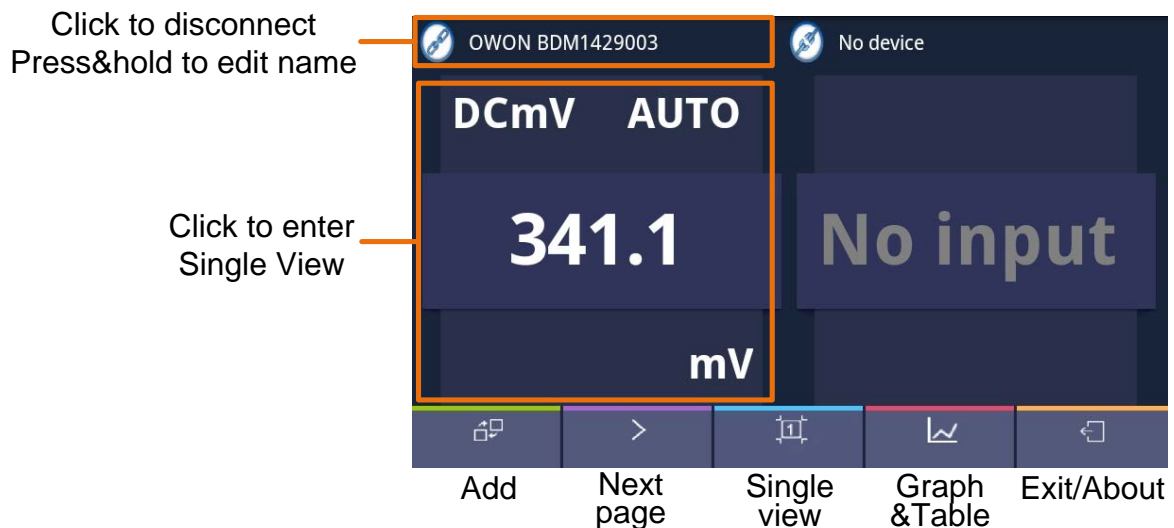 Click to disconnect
Press&hold to edit name
OWON BDM1429003
No device
DCmV AUTO
Click to enter
Single View
341.1
No input
mV
1
Add
Next
page
Single
view
Graph
&Table
Exit/About